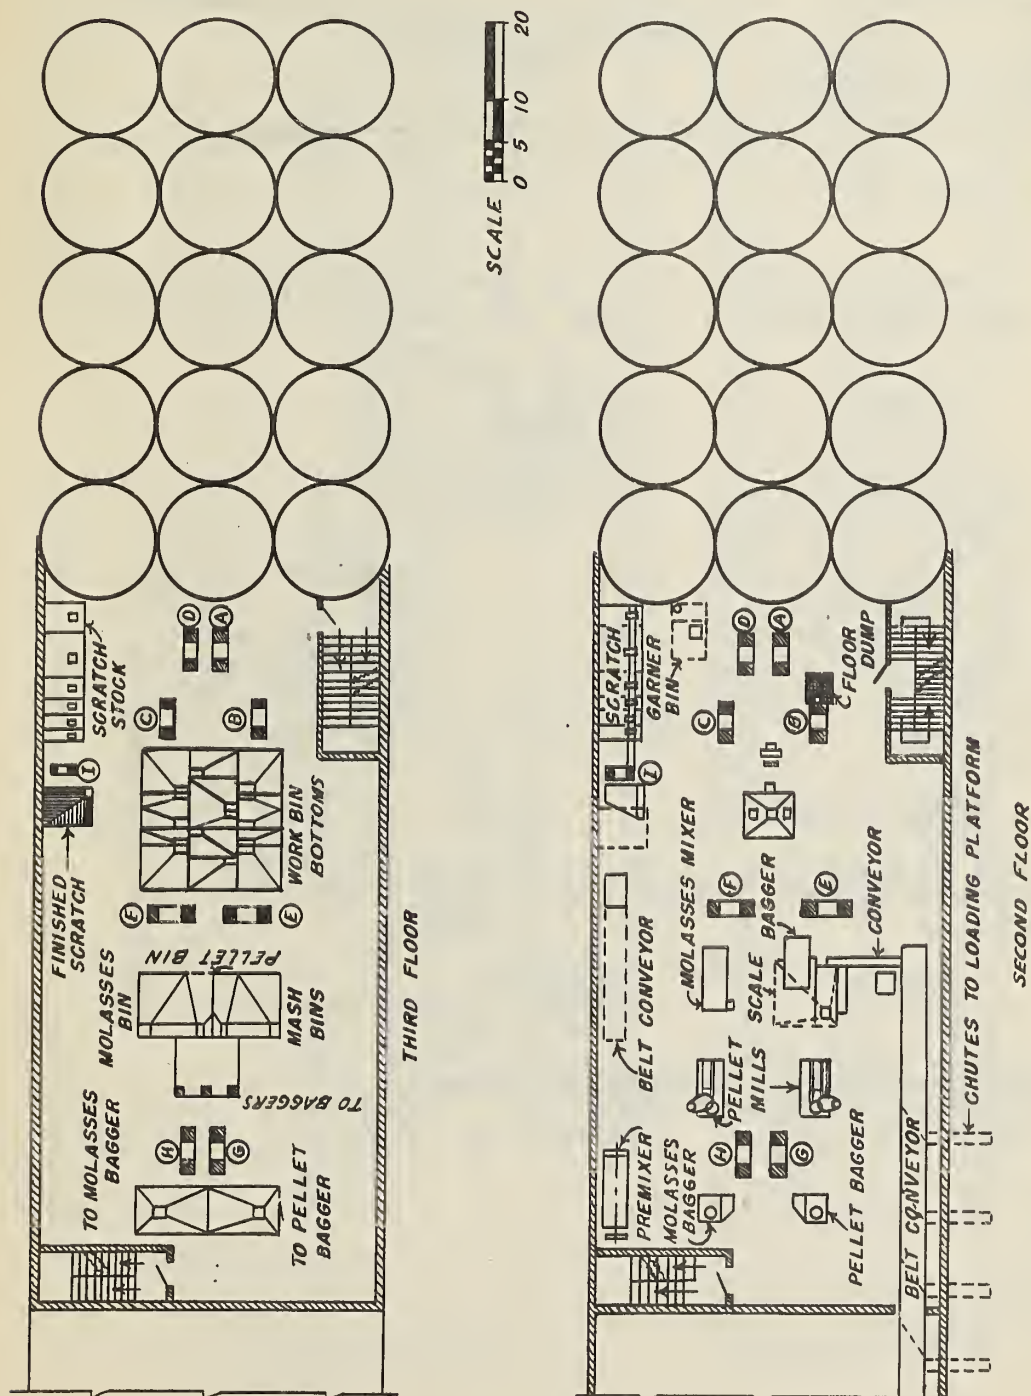 SCRATCH
STOCK
D
A
C
B
I
FINISHED
SCRATCH
WORK BIN
BOTTOMS
E
E
MOLASSES
BIN
PELLET BIN
MASH
BINS
TO BAGGERS
TO MOLASSES
BAGGER
H
G
TO PELLET
BAGGER
THIRD FLOOR
SCALE
0 5 10 20
SCRATCH
GARNER
BIN
D
A
C
B
FLOOR
DUMP
I
MOLASSES MIXER
BELT CONVEYOR
F
E
BAGGER
SCALE
CONVEYOR
PELLET
MILLS
H
G
PREMIXER
MOLASSES
BAGGER
PELLET BAGGER
BELT CONVEYOR
CHUTES TO LOADING PLATFORM
SECOND FLOOR